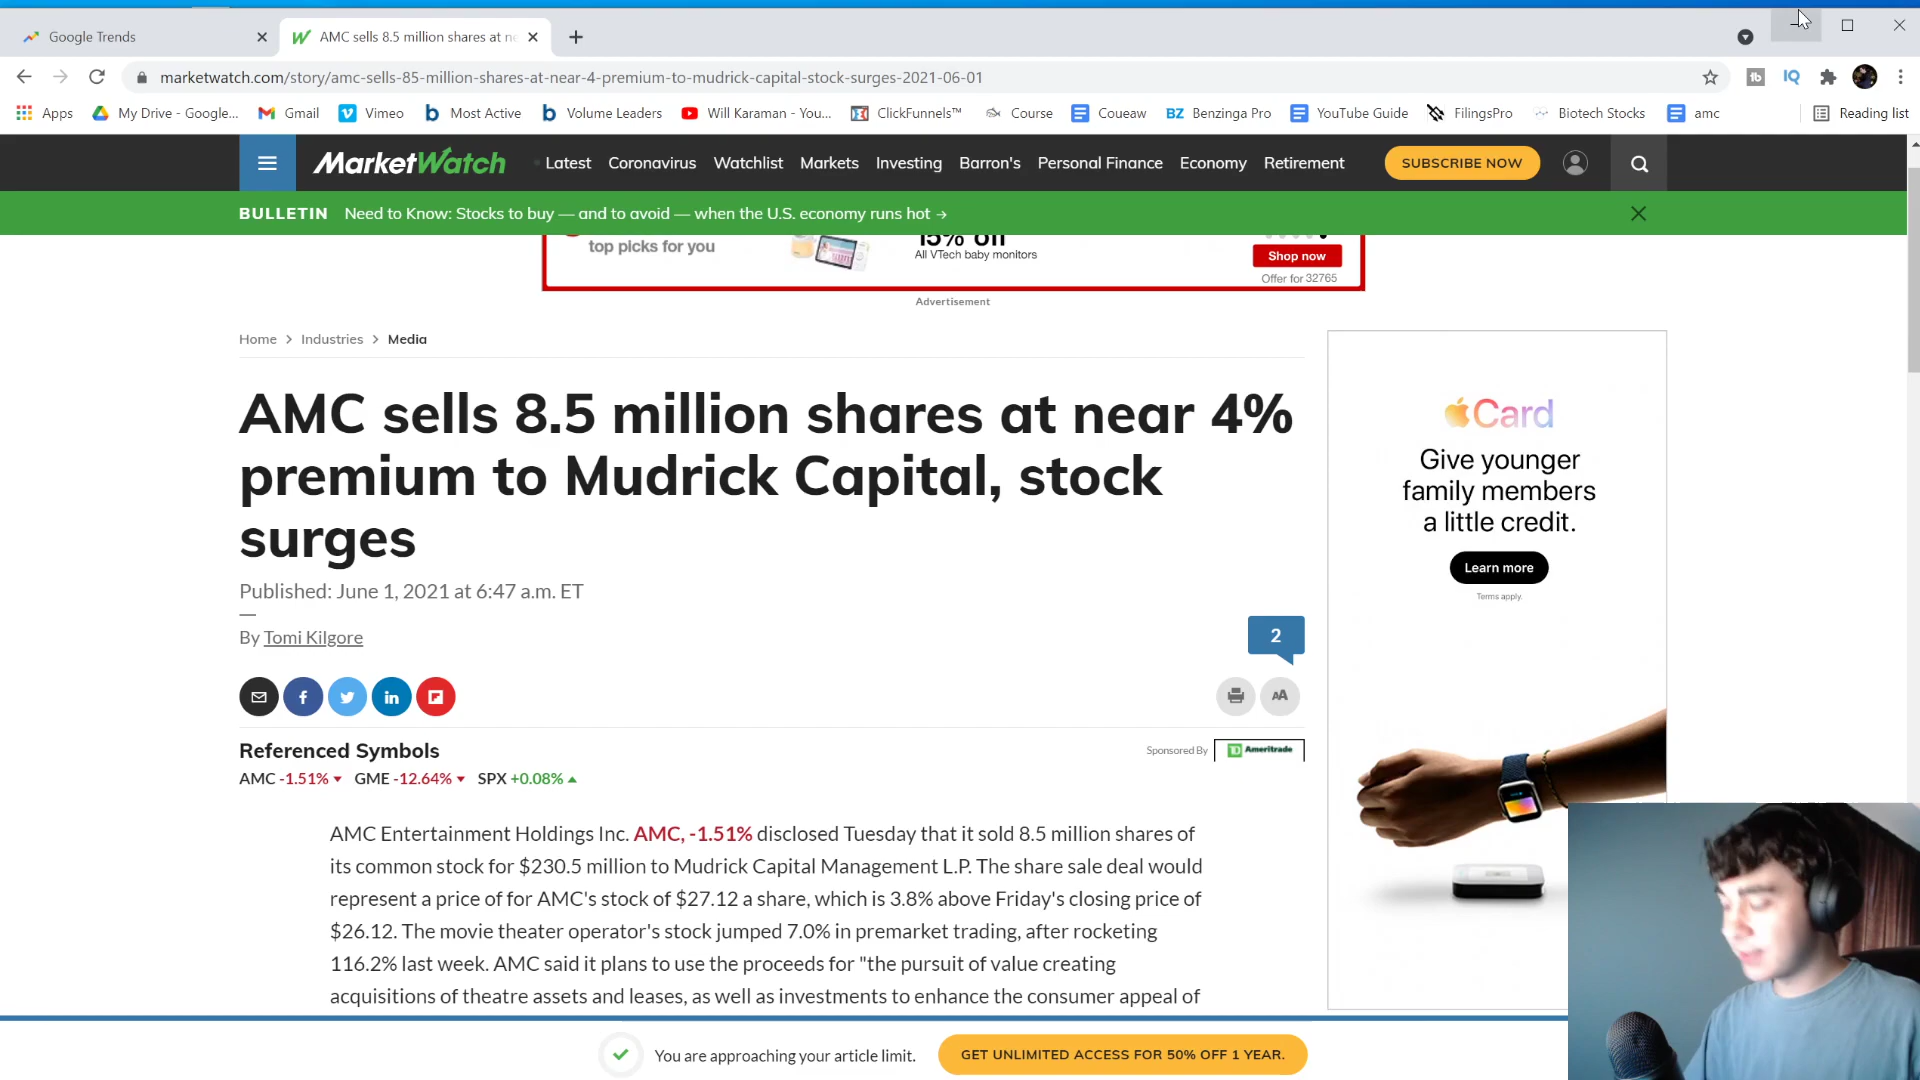 Google Trends
AMC sells 8.5 million shares at ne
marketwatch.com/story/amc-sells-85-million-shares-at-near-4-premium-to-mudrick-capital-stock-surges-2021-06-01
Apps My Drive - Google... Gmail Vimeo Most Active Volume Leaders Will Karaman - You... ClickFunnels™ Course Coueaw Benzinga Pro YouTube Guide FilingsPro Biotech Stocks amc Reading list
MarketWatch Latest Coronavirus Watchlist Markets Investing Barron's Personal Finance Economy Retirement SUBSCRIBE NOW
BULLETIN Need to Know: Stocks to buy — and to avoid — when the U.S. economy runs hot →
top picks for you
15% off
All VTech baby monitors
Shop now
Offer for 32765
Advertisement
Home > Industries > Media
AMC sells 8.5 million shares at near 4%
premium to Mudrick Capital, stock
surges
Published: June 1, 2021 at 6:47 a.m. ET
By Tomi Kilgore
2
AA
Referenced Symbols
Sponsored By TD Ameritrade
AMC -1.51% GME -12.64% SPX +0.08%
AMC Entertainment Holdings Inc. AMC, -1.51% disclosed Tuesday that it sold 8.5 million shares of
its common stock for $230.5 million to Mudrick Capital Management L.P. The share sale deal would
represent a price of for AMC's stock of $27.12 a share, which is 3.8% above Friday's closing price of
$26.12. The movie theater operator's stock jumped 7.0% in premarket trading, after rocketing
116.2% last week. AMC said it plans to use the proceeds for "the pursuit of value creating
acquisitions of theatre assets and leases, as well as investments to enhance the consumer appeal of
Card
Give younger
family members
a little credit.
Learn more
Terms apply.
You are approaching your article limit. GET UNLIMITED ACCESS FOR 50% OFF 1 YEAR.